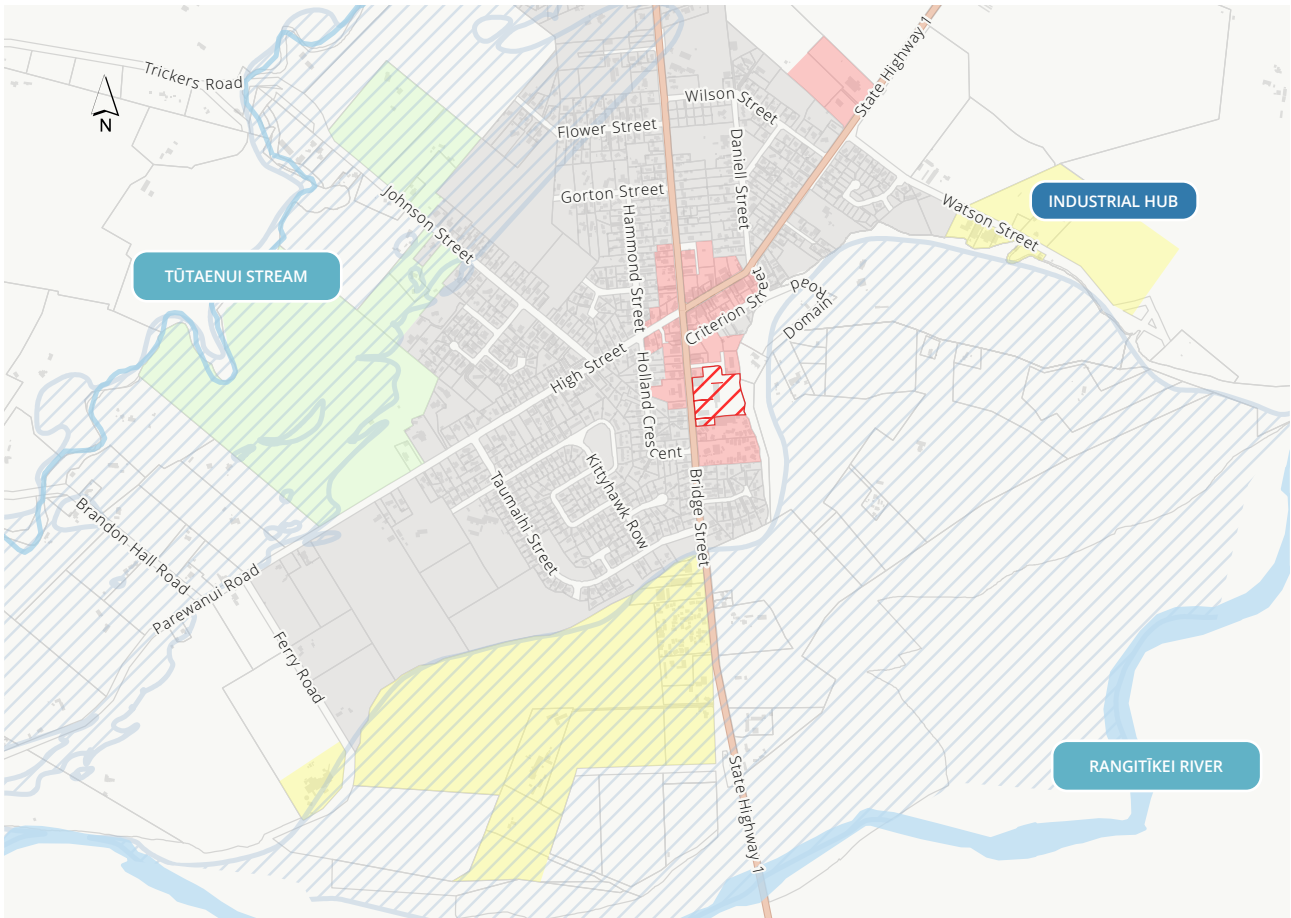 Trickers Road
N
Wilson Street
State Highway 1
Flower Street
Daniell Street
Johnson Street
Gorton Street
Hammond Street
INDUSTRIAL HUB
Watson Street
TŪTAENUI STREAM
Criterion Street
Domain Road
High Street
Holland Crescent
Kittyhawk Row
Taumaihi Street
Bridge Street
Brandon Hall Road
Parewanui Road
Ferry Road
State Highway 1
RANGITĪKEI RIVER